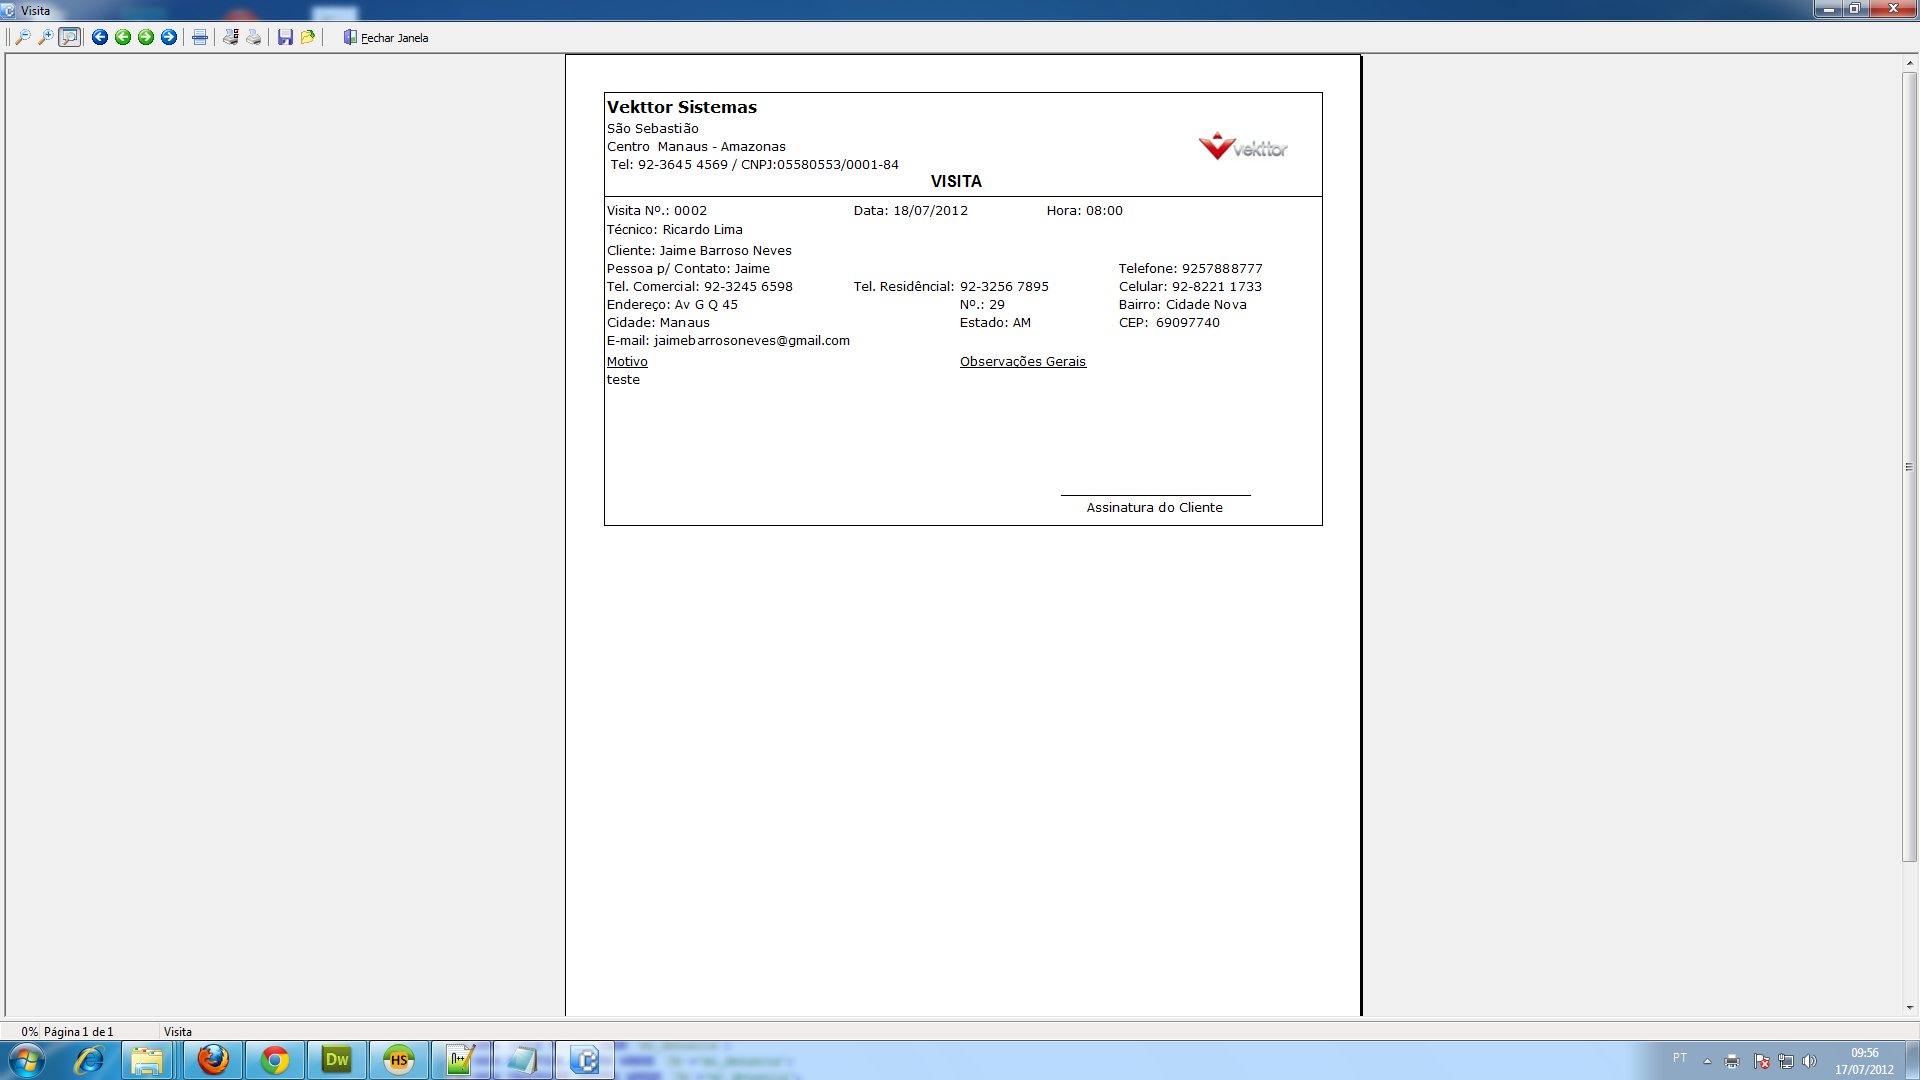 Visita
Fechar Janela
Vekttor Sistemas
São Sebastião
Centro  Manaus - Amazonas
Tel: 92-3645 4569 / CNPJ:05580553/0001-84
vekttor
VISITA
Visita Nº.: 0002 Data: 18/07/2012 Hora: 08:00
Técnico: Ricardo Lima
Cliente: Jaime Barroso Neves
Pessoa p/ Contato: Jaime Telefone: 9257888777
Tel. Comercial: 92-3245 6598 Tel. Residêncial: 92-3256 7895 Celular: 92-8221 1733
Endereço: Av G Q 45 Nº.: 29 Bairro: Cidade Nova
Cidade: Manaus Estado: AM CEP:  69097740
E-mail: jaimebarrosoneves@gmail.com
Motivo Observações Gerais
teste
Assinatura do Cliente
0% Página 1 de 1 Visita
Dw HS PT 09:56
17/07/2012